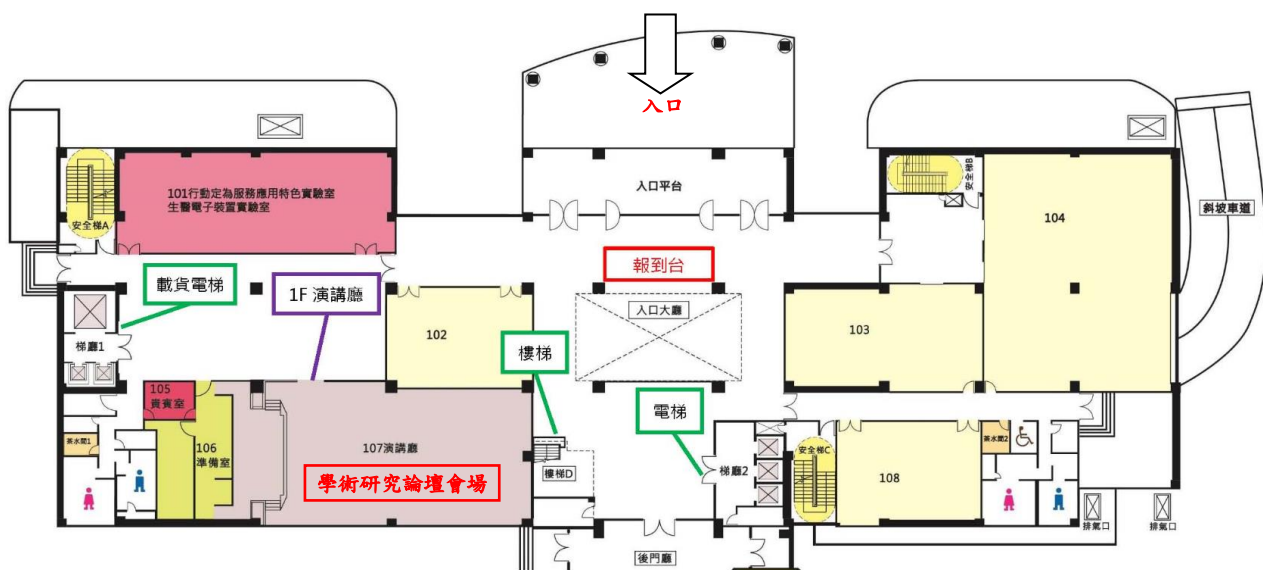 入口
入口平台
101行動定為服務應用特色實驗室
生醫電子裝置實驗室
安全梯A
安全梯B
104
斜坡車道
報到台
載貨電梯
1F 演講廳
入口大廳
梯廳1
102
103
樓梯
電梯
105
貴賓室
106
準備室
107演講廳
學術研究論壇會場
茶水間1
樓梯D
梯廳2
安全梯C
108
茶水間2
後門廳
排氣口
排氣口